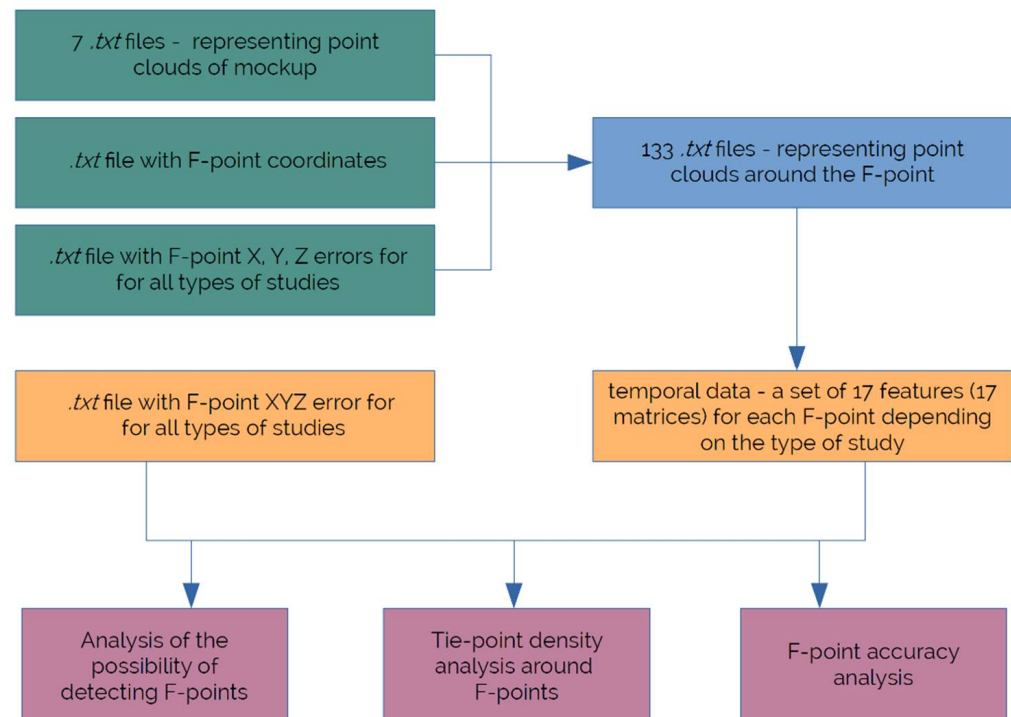 7 .txt files - representing point
clouds of mockup
.txt file with F-point coordinates
133 .txt files - representing point
clouds around the F-point
.txt file with F-point X, Y, Z errors for
for all types of studies
.txt file with F-point XYZ error for
for all types of studies
temporal data - a set of 17 features (17
matrices) for each F-point depending
on the type of study
Analysis of the
possibility of
detecting F-points
Tie-point density
analysis around
F-points
F-point accuracy
analysis